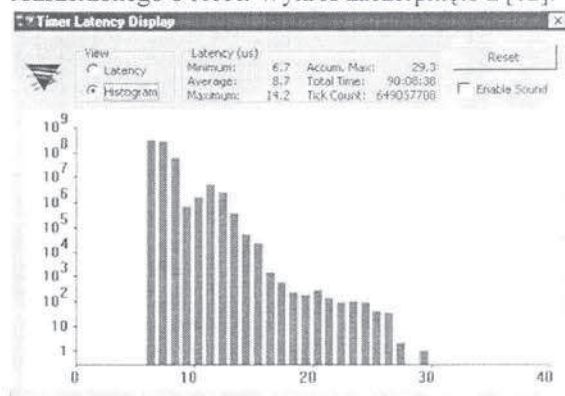 Timer Latency Display
View
Latency
Histogram
Latency (us)
Minimum: 6.7 Accum. Max: 29.3
Average: 8.7 Total Time: 90:08:38
Maximum: 14.2 Tick Count: 649057708
Reset
Enable Sound
10⁹
10⁸
10⁷
10⁶
10⁵
10⁴
10³
10²
10
1
0 10 20 30 40